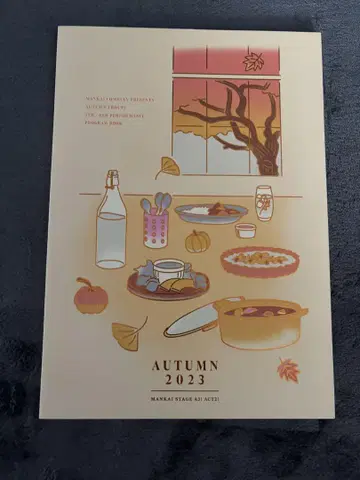 MANKAI COMPANY PRESENTS
AUTUMN TROUPE
AUTUMN
2023
MANKAI STAGE A3! ACT2!